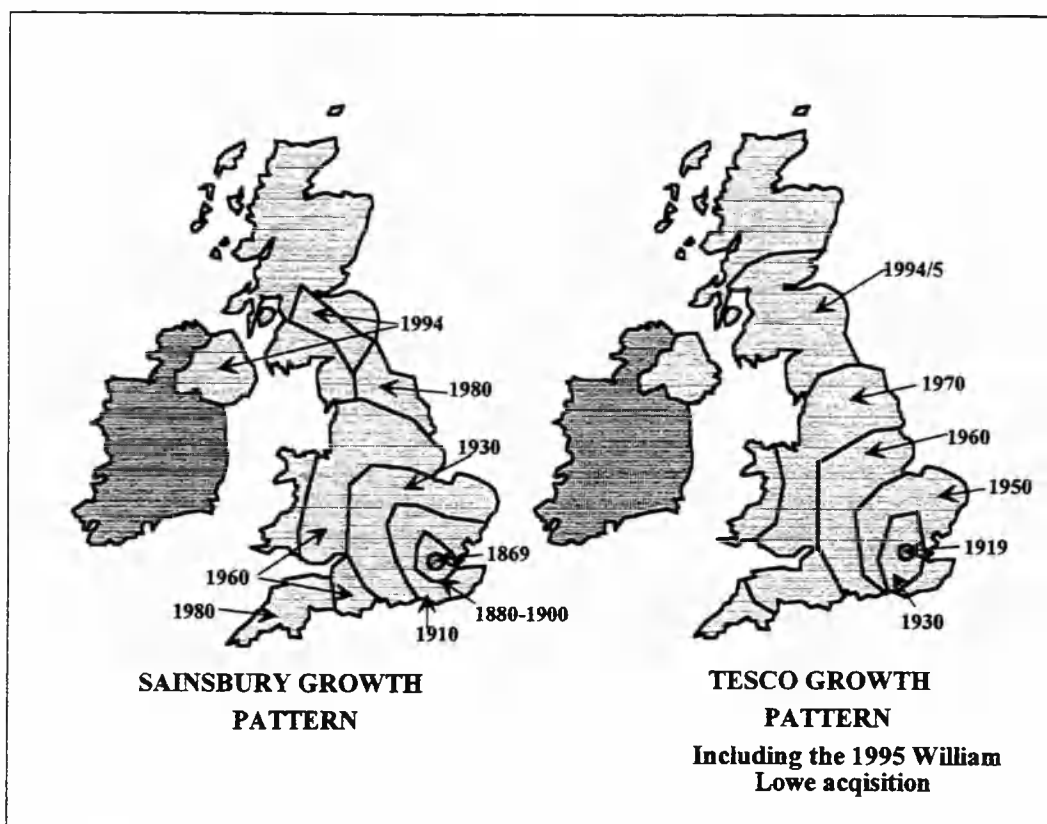 1994
1980
1930
1869
1960
1980
1880-1900
1910
SAINSBURY GROWTH
PATTERN
1994/5
1970
1960
1950
1919
1930
TESCO GROWTH
PATTERN
Including the 1995 William
Lowe acqisition